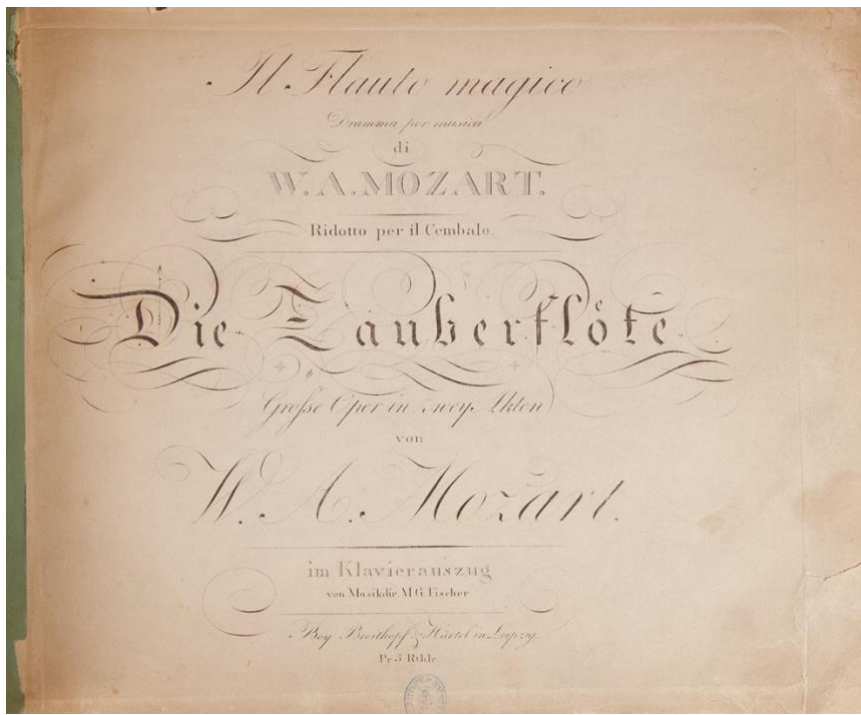 Il Flauto magico
Dramma per musica
di
W. A. MOZART.
Ridotto per il Cembalo.
Die Zauberflöte
Große Oper in zwey Akten
von
W. A. Mozart.
im Klavierauszug
von Musikdir. M. G. Fischer
Bey Breitkopf & Härtel in Leipzig.
Pr. 5 Rthlr.